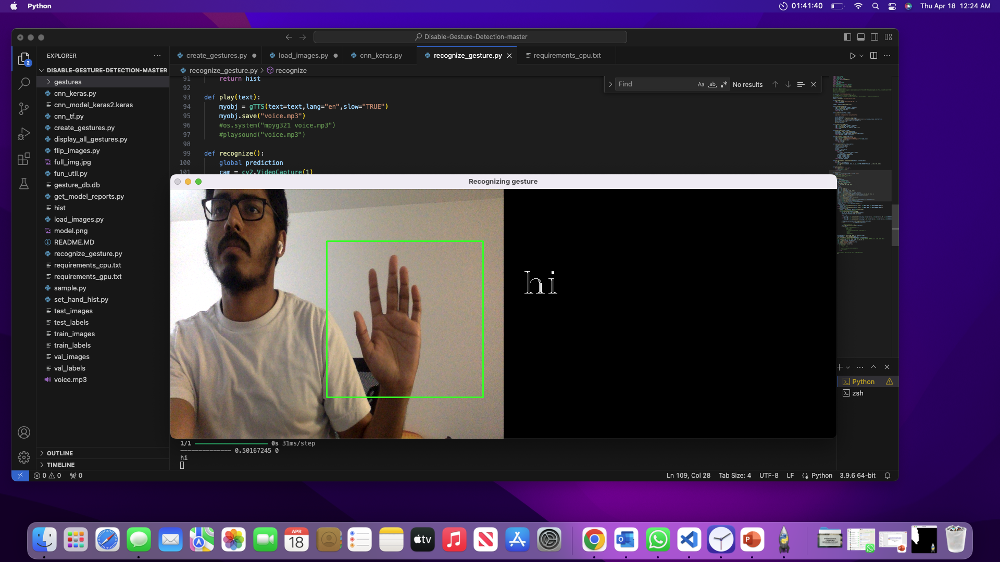 Python
01:41:40
Thu Apr 18 12:24 AM
Disable-Gesture-Detection-master
EXPLORER
create_gestures.py
load_images.py
cnn_keras.py
recognize_gesture.py
requirements_cpu.txt
DISABLE-GESTURE-DETECTION-MASTER
recognize_gesture.py > recognize
gestures
cnn_keras.py
cnn_model_keras2.keras
cnn_tf.py
create_gestures.py
display_all_gestures.py
flip_images.py
full_img.jpg
fun_util.py
gesture_db.db
get_model_reports.py
hist
load_images.py
model.png
README.MD
recognize_gesture.py
requirements_cpu.txt
requirements_gpu.txt
sample.py
set_hand_hist.py
test_images
test_labels
train_images
train_labels
val_images
val_labels
voice.mp3
OUTLINE
TIMELINE
2
Find
Aa
ab
No results
91 return hist
92
93 def play(text):
94 myobj = gTTS(text=text,lang="en",slow="TRUE")
95 myobj.save("voice.mp3")
96 #os.system("mpyg321 voice.mp3")
97 #playsound("voice.mp3")
98
99 def recognize():
100 global prediction
101 cam = cv2.VideoCapture(1)
Recognizing gesture
hi
Python
zsh
1/1 0s 31ms/step
-------------- 0.50167245 0
hi
0 0 0
Ln 109, Col 28 Tab Size: 4 UTF-8 LF Python 3.9.6 64-bit
APR
18
tv